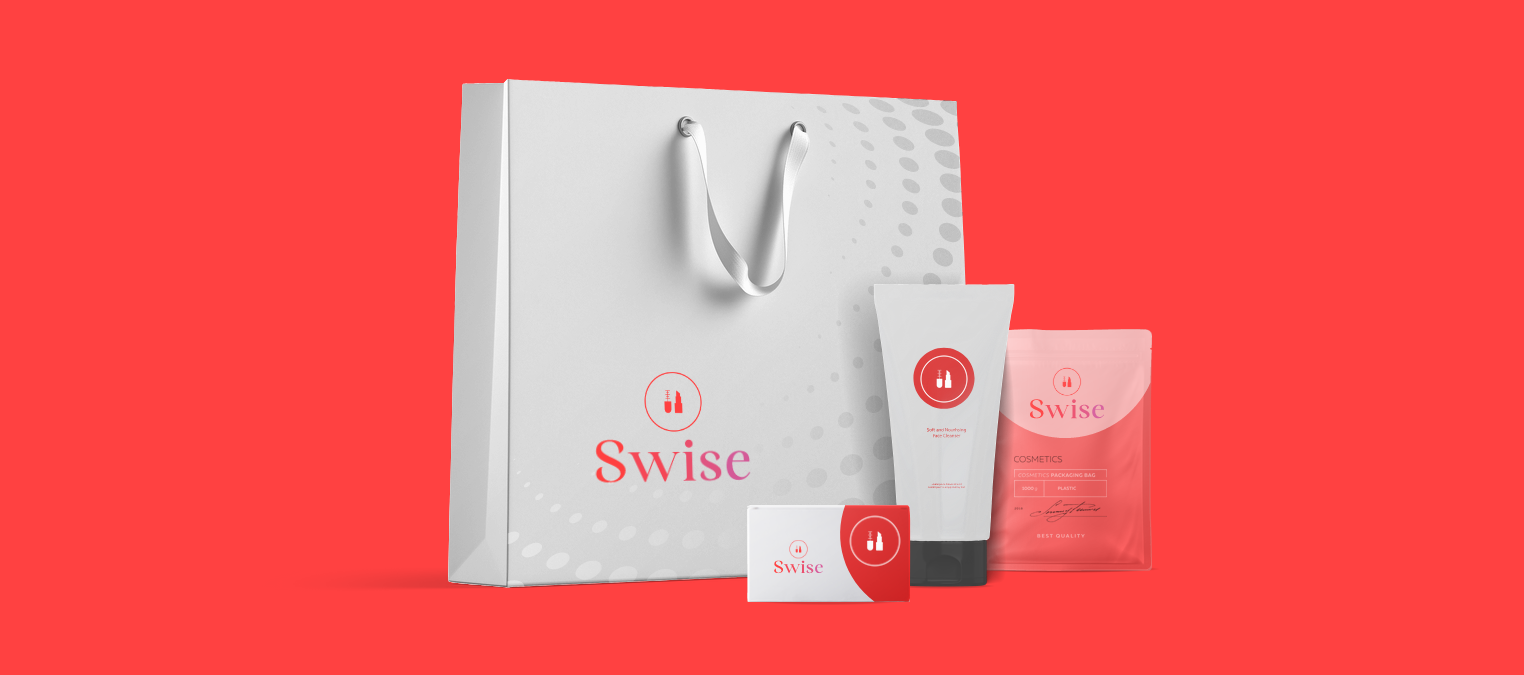 Swise
Soft and Nourishing
Face Cleanser
Swise
COSMETICS
COSMETICS PACKAGING BAG
PLASTIC
BEST QUALITY
Swise